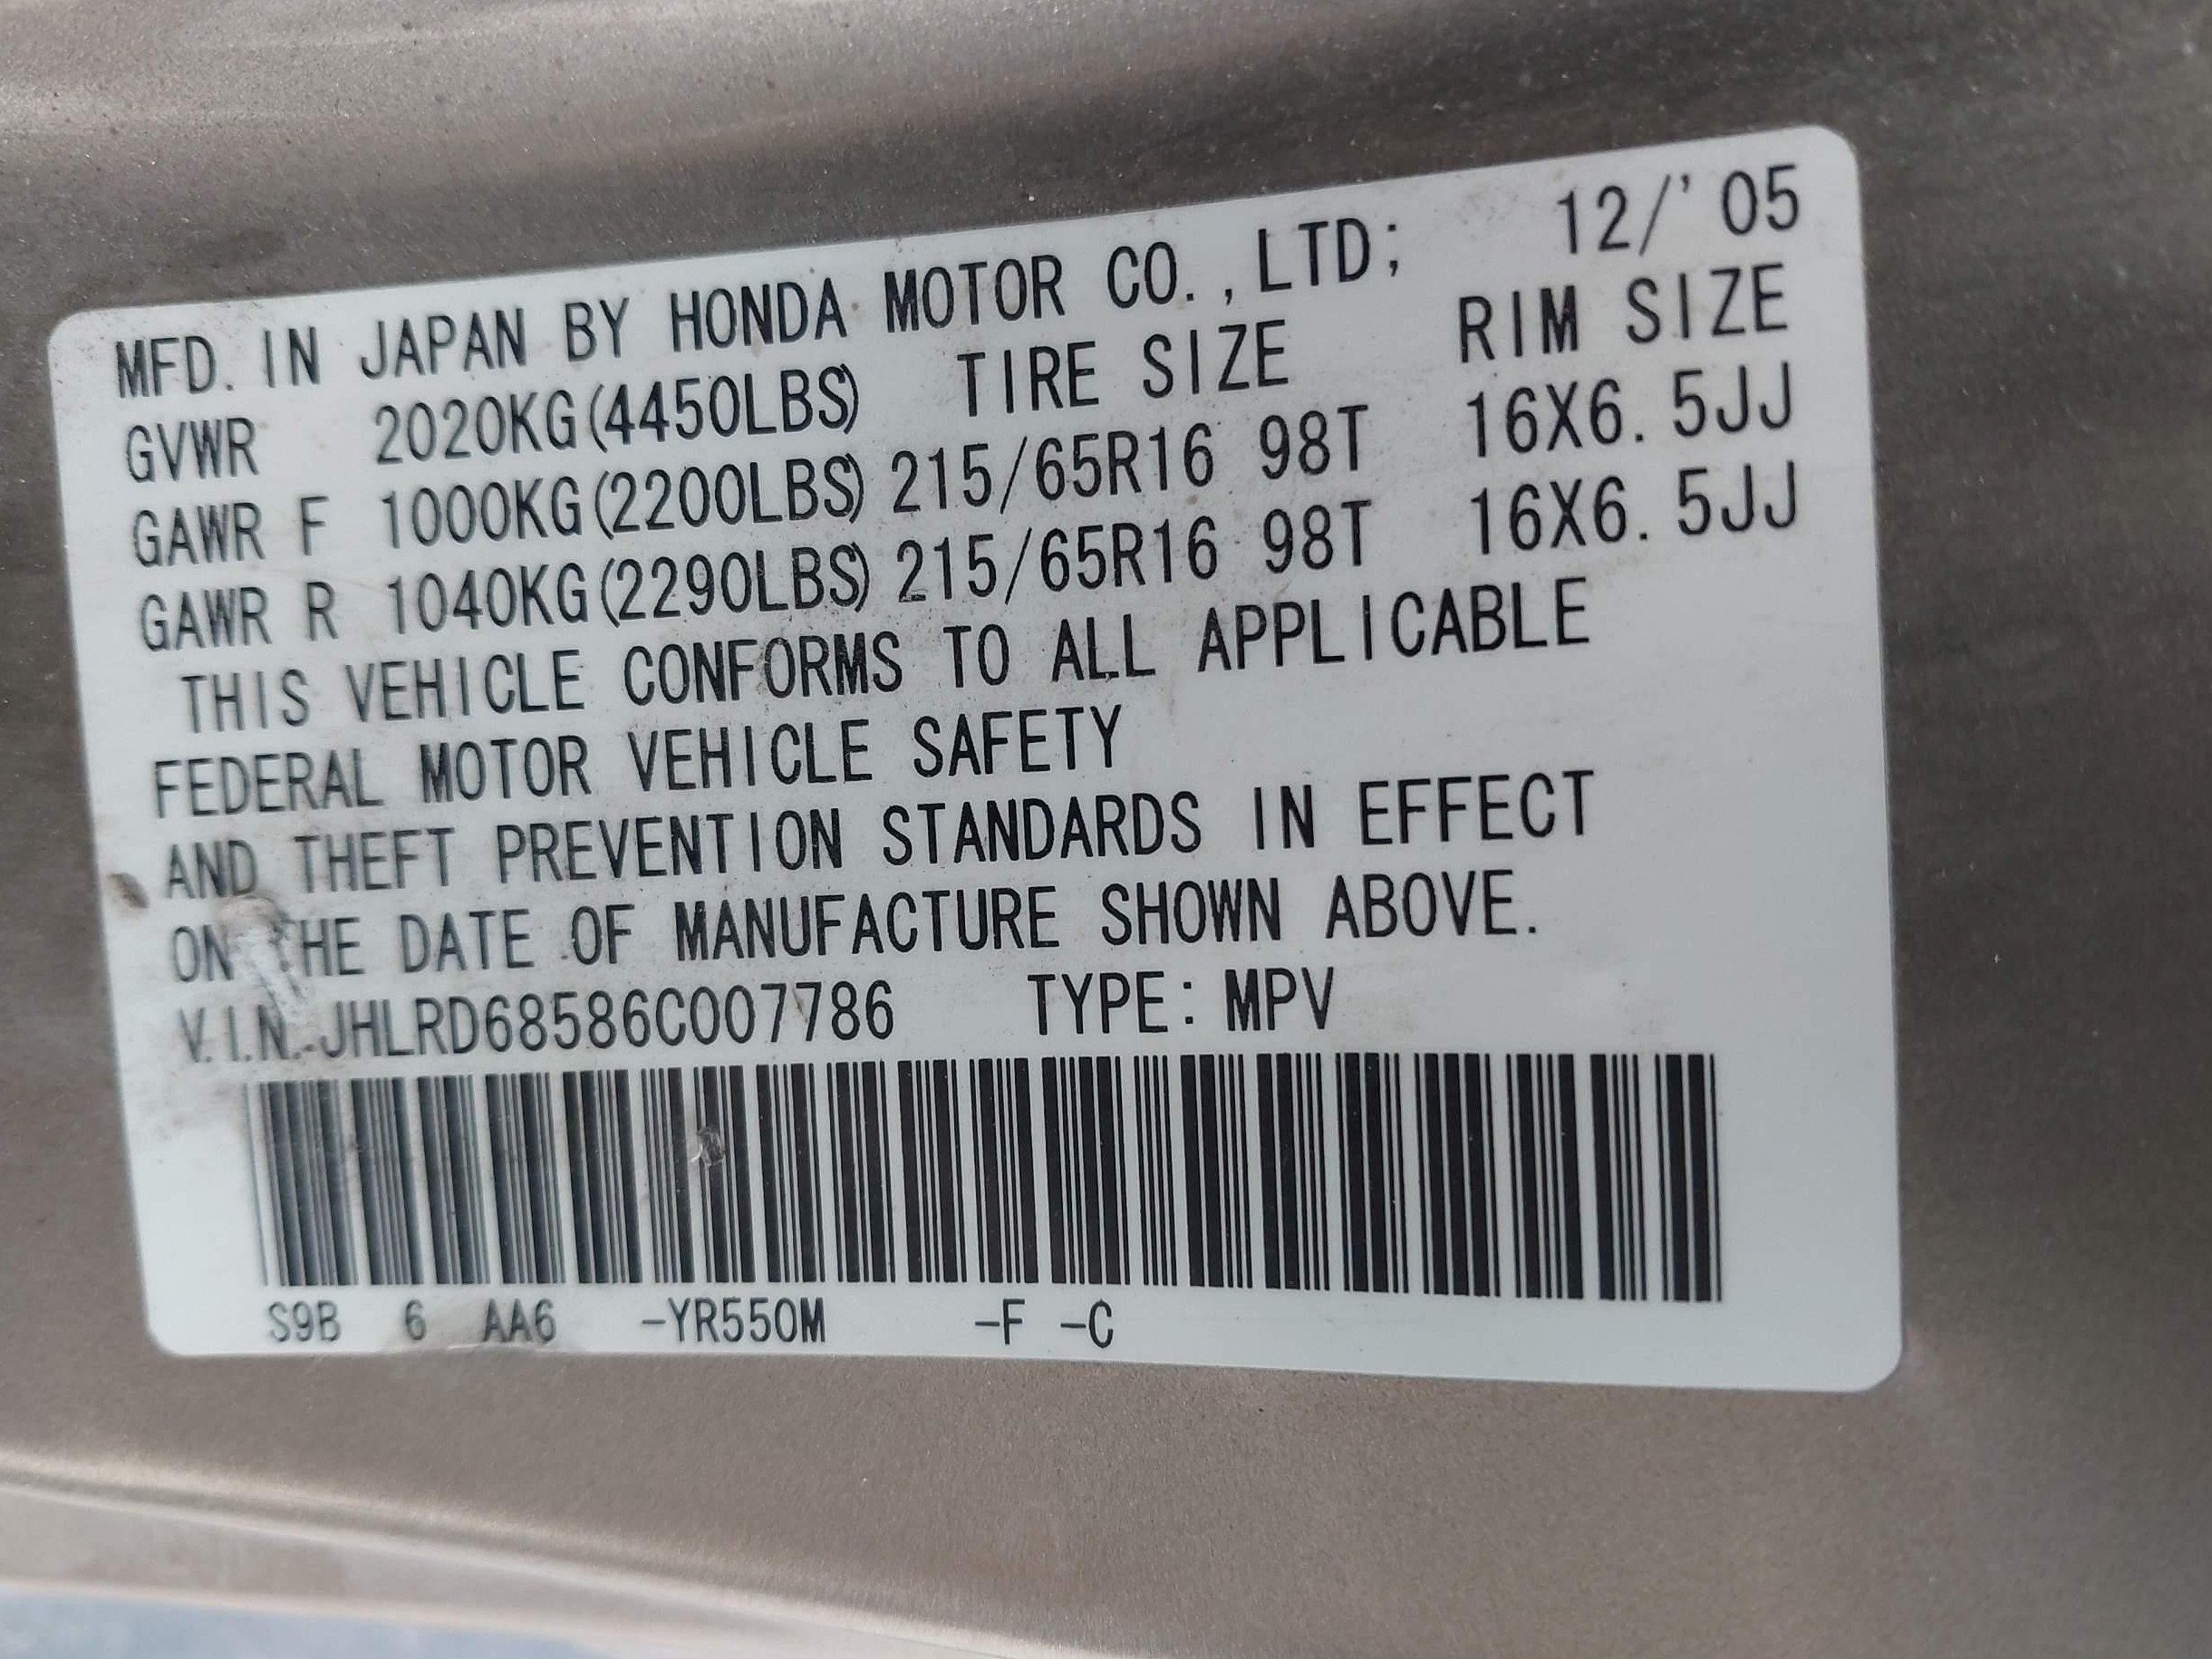 MFD. IN JAPAN BY HONDA MOTOR CO.,LTD; 12/'05
GVWR 2020KG(4450LBS) TIRE SIZE RIM SIZE
GAWR F 1000KG(2200LBS) 215/65R16 98T 16X6.5JJ
GAWR R 1040KG(2290LBS) 215/65R16 98T 16X6.5JJ
THIS VEHICLE CONFORMS TO ALL APPLICABLE
FEDERAL MOTOR VEHICLE SAFETY
AND THEFT PREVENTION STANDARDS IN EFFECT
ON THE DATE OF MANUFACTURE SHOWN ABOVE.
V.I.N. JHLRD68586C007786 TYPE: MPV
S9B 6 AA6 -YR550M -F -C